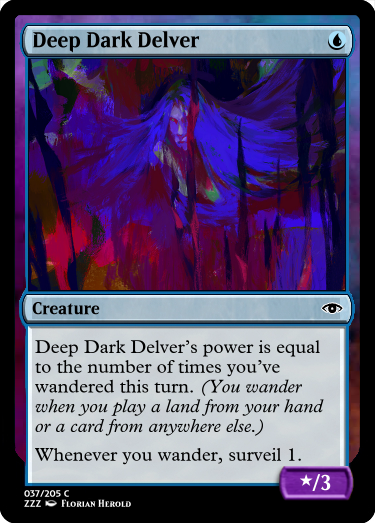 Deep Dark Delver
Creature
Deep Dark Delver's power is equal
to the number of times you've
wandered this turn. (You wander
when you play a land from your hand
or a card from anywhere else.)
Whenever you wander, surveil 1.
★/3
037/205 C
ZZZ Florian Herold